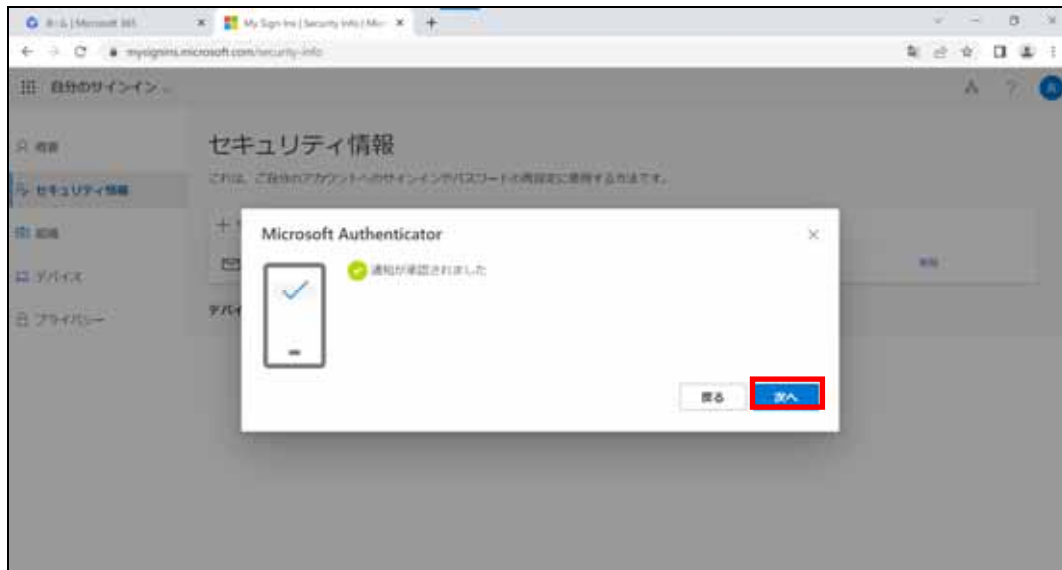 ホーム | Microsoft 365
My Sign-Ins | Security Info | Micr
mysignins.microsoft.com/security-info
自分のサインイン
概要
セキュリティ情報
組織
デバイス
プライバシー
セキュリティ情報
これは、ご自分のアカウントへのサインインやパスワードの再設定に使用する方法です。
Microsoft Authenticator
通知が承認されました
削除
デバイ
戻る
次へ